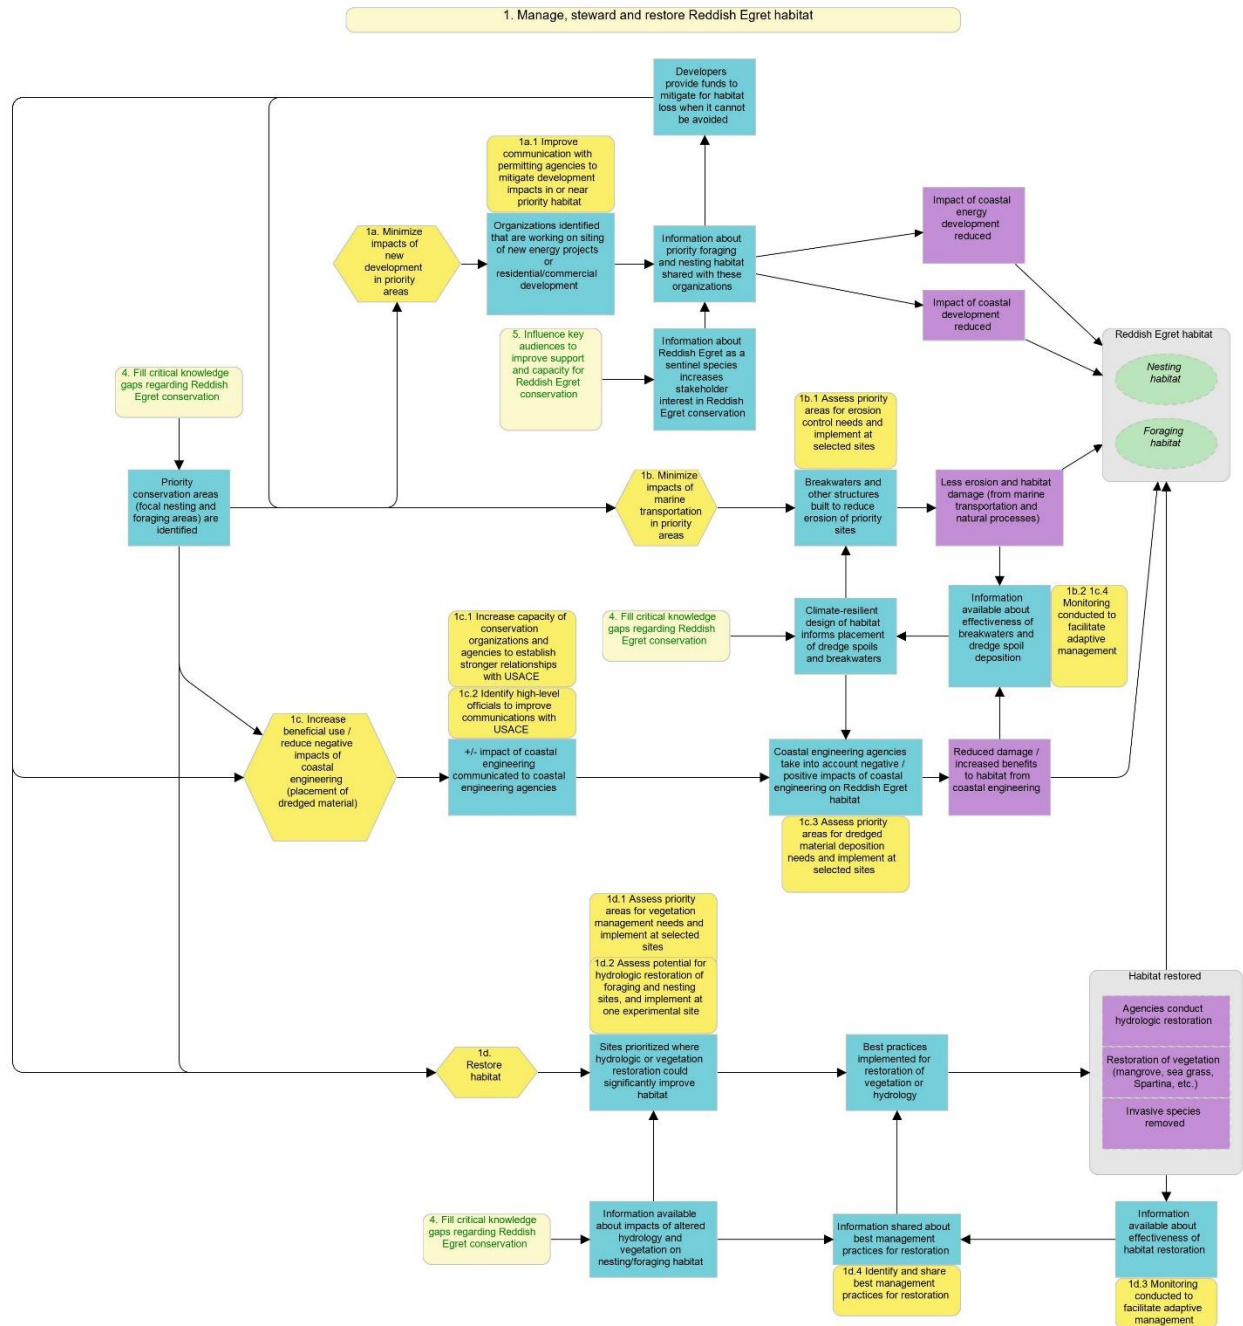 1. Manage, steward and restore Reddish Egret habitat
Developers
provide funds to
mitigate for habitat
loss when it cannot
be avoided
1a.1 Improve
communication with
permitting agencies to
mitigate development
impacts in or near
priority habitat
1a. Minimize
impacts of
new
development
in priority
areas
Organizations identified
that are working on siting
of new energy projects
or
residential/commercial
development
Information about
priority foraging
and nesting habitat
shared with these
organizations
Impact of coastal
energy
development
reduced
Impact of coastal
development
reduced
5. Influence key
audiences to
improve support
and capacity for
Reddish Egret
conservation
Information about
Reddish Egret as a
sentinel species
increases
stakeholder
interest in Reddish
Egret conservation
Reddish Egret habitat
Nesting
habitat
Foraging
habitat
4. Fill critical knowledge
gaps regarding Reddish
Egret conservation
Priority
conservation areas
(focal nesting and
foraging areas) are
identified
1b.1 Assess priority
areas for erosion
control needs and
implement at
selected sites
1b. Minimize
impacts of
marine
transportation
in priority
areas
Breakwaters and
other structures
built to reduce
erosion of priority
sites
Less erosion and habitat
damage (from marine
transportation and
natural processes)
4. Fill critical knowledge
gaps regarding Reddish
Egret conservation
Climate-resilient
design of habitat
informs placement
of dredge spoils
and breakwaters
Information
available about
effectiveness of
breakwaters and
dredge spoil
deposition
1b.2 1c.4
Monitoring
conducted to
facilitate
adaptive
management
1c.1 Increase capacity of
conservation
organizations and
agencies to establish
stronger relationships
with USACE
1c.2 Identify high-level
officials to improve
communications with
USACE
1c. Increase
beneficial use /
reduce negative
impacts of
coastal
engineering
(placement of
dredged material)
+/- impact of coastal
engineering
communicated to coastal
engineering agencies
Coastal engineering agencies
take into account negative /
positive impacts of coastal
engineering on Reddish Egret
habitat
Reduced damage /
increased benefits
to habitat from
coastal engineering
1c.3 Assess priority
areas for dredged
material deposition
needs and implement at
selected sites
1d.1 Assess priority
areas for vegetation
management needs and
implement at selected
sites
1d.2 Assess potential for
hydrologic restoration of
foraging and nesting
sites, and implement at
one experimental site
1d.
Restore
habitat
Sites prioritized where
hydrologic or vegetation
restoration could
significantly improve
habitat
Best practices
implemented for
restoration of
vegetation or
hydrology
Habitat restored
Agencies conduct
hydrologic restoration
Restoration of vegetation
(mangrove, sea grass,
Spartina, etc.)
Invasive species
removed
4. Fill critical knowledge
gaps regarding Reddish
Egret conservation
Information available
about impacts of altered
hydrology and
vegetation on
nesting/foraging habitat
Information shared about
best management
practices for restoration
1d.4 Identify and share
best management
practices for restoration
Information
available about
effectiveness of
habitat restoration
1d.3 Monitoring
conducted to
facilitate adaptive
management